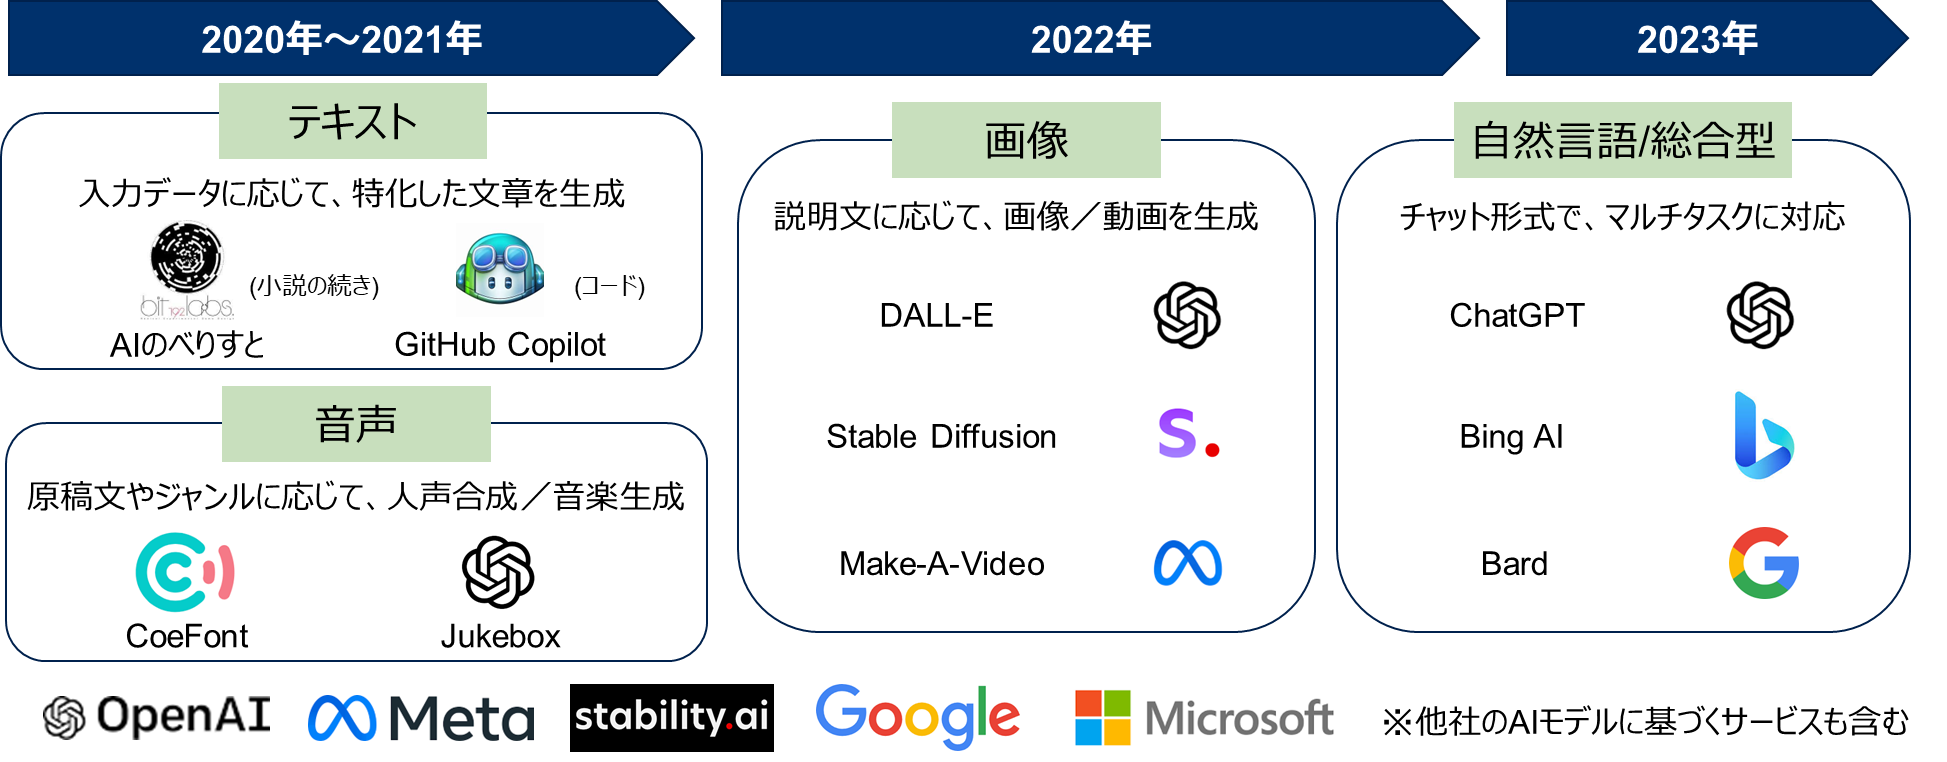 2020年～2021年
2022年
2023年
テキスト
入力データに応じて、特化した文章を生成
bit192labs.
(小説の続き)
(コード)
AIのべりすと
GitHub Copilot
音声
原稿文やジャンルに応じて、人声合成／音楽生成
CoeFont
Jukebox
画像
説明文に応じて、画像／動画を生成
DALL-E
Stable Diffusion
S.
Make-A-Video
自然言語/総合型
チャット形式で、マルチタスクに対応
ChatGPT
Bing AI
Bard
OpenAI
Meta
stability.ai
Google
Microsoft
※他社のAIモデルに基づくサービスも含む